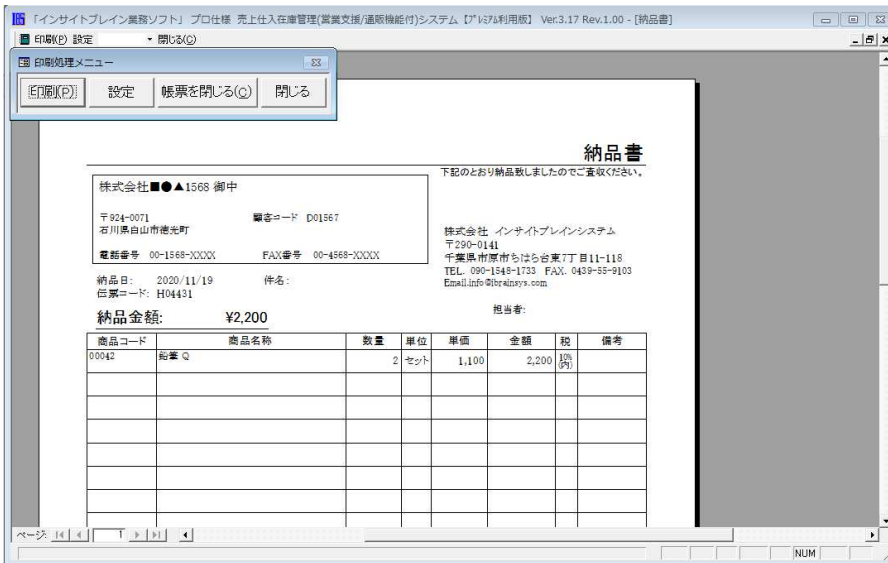 「インサイトブレイン業務ソフト」 プロ仕様 売上仕入在庫管理(営業支援/通販機能付)システム【ﾌﾟﾚﾐｱﾑ利用版】 Ver.3.17 Rev.1.00 - [納品書]
印刷(P) 設定 閉じる(C)
印刷処理メニュー
印刷(P) 設定 帳票を閉じる(C) 閉じる
納品書
下記のとおり納品致しましたのでご査収ください。
株式会社■●▲1568 御中
〒924-0071 顧客コード D01567
石川県白山市徳光町
電話番号 00-1568-XXXX FAX番号 00-4568-XXXX
株式会社 インサイトブレインシステム
〒290-0141
千葉県市原市ちはら台東7丁目11-118
TEL. 090-1548-1733 FAX. 0439-55-9103
Email.info@ibrainsys.com
納品日: 2020/11/19 件名:
伝票コード: H04431
担当者:
納品金額: ¥2,200
商品コード 商品名称 数量 単位 単価 金額 税 備考
00042 鉛筆 Q 2 セット 1,100 2,200 10%
(内)
ページ: 1
NUM